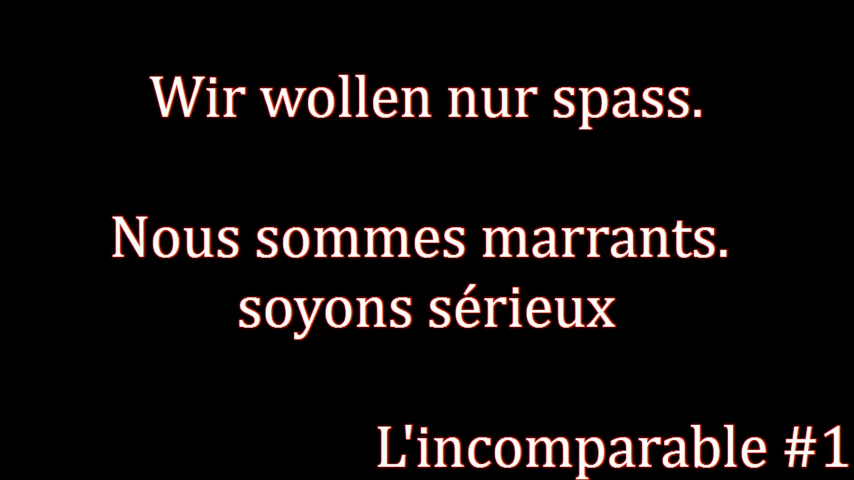 Wir wollen nur spass.
Nous sommes marrants.
soyons sérieux
L'incomparable #1